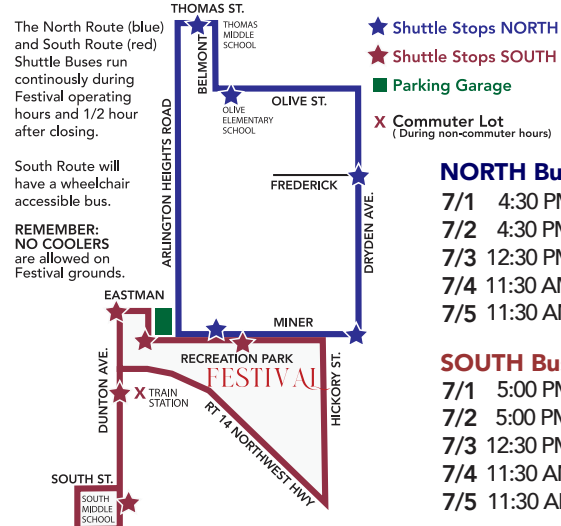 The North Route (blue)
and South Route (red)
Shuttle Buses run
continously during
Festival operating
hours and 1/2 hour
after closing.
South Route will
have a wheelchair
accessible bus.
REMEMBER:
NO COOLERS
are allowed on
Festival grounds.
THOMAS ST.
THOMAS
MIDDLE
SCHOOL
BELMONT
OLIVE ST.
OLIVE
ELEMENTARY
SCHOOL
ARLINGTON HEIGHTS ROAD
FREDERICK
DRYDEN AVE.
EASTMAN
MINER
RECREATION PARK
FESTIVAL
HICKORY ST.
DUNTON AVE.
X TRAIN
STATION
RT 14 NORTHWEST HWY
SOUTH ST.
SOUTH
MIDDLE
SCHOOL
Shuttle Stops NORTH
Shuttle Stops SOUTH
Parking Garage
X Commuter Lot
( During non-commuter hours)
NORTH Bu
7/1 4:30 PM
7/2 4:30 PM
7/3 12:30 PM
7/4 11:30 AM
7/5 11:30 AM
SOUTH Bu
7/1 5:00 PM
7/2 5:00 PM
7/3 12:30 PM
7/4 11:30 AM
7/5 11:30 AM